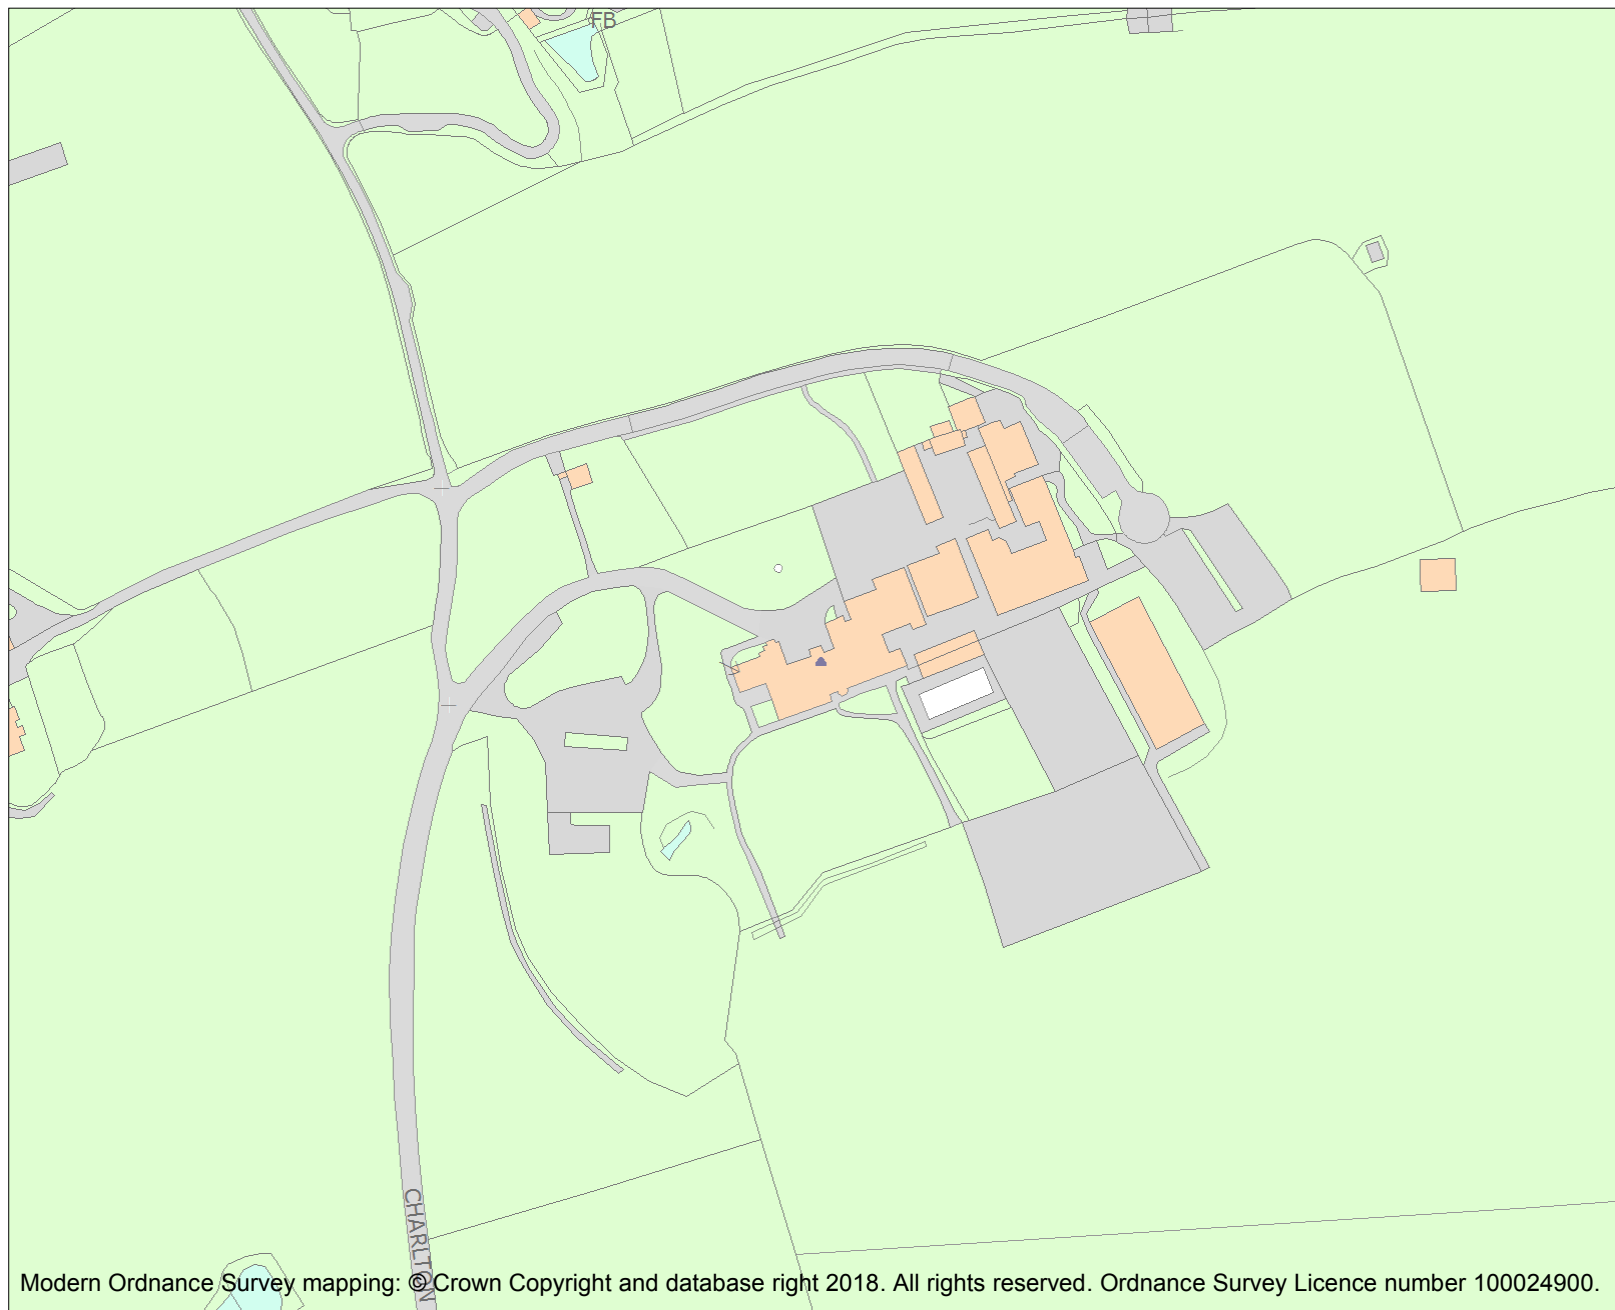 FB
CHARLTON
Modern Ordnance Survey mapping: © Crown Copyright and database right 2018. All rights reserved. Ordnance Survey Licence number 100024900.